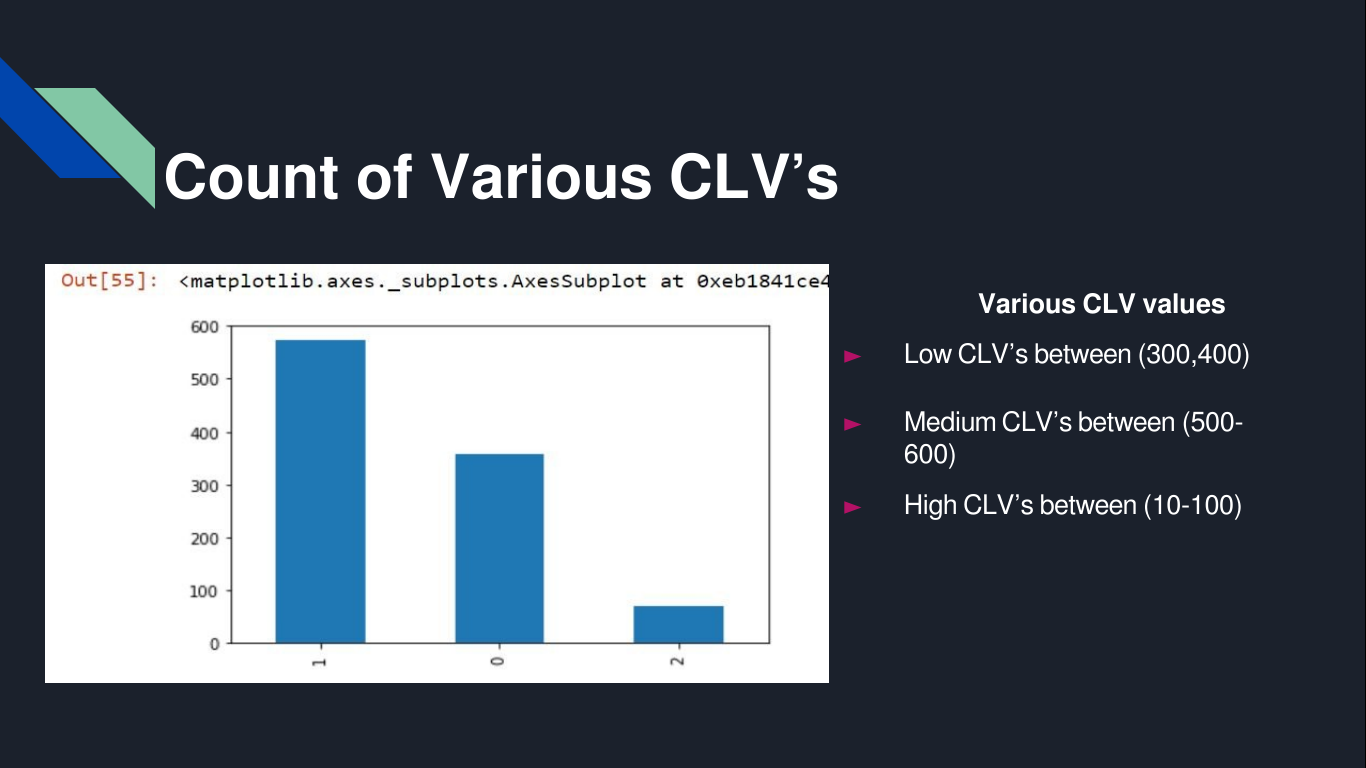 Count of Various CLV’s
Out[55]: <matplotlib.axes._subplots.AxesSubplot at 0xeb1841ce4
600
500
400
300
200
100
0
1 0 2
Various CLV values
► Low CLV’s between (300,400)
► Medium CLV’s between (500-
600)
► High CLV’s between (10-100)